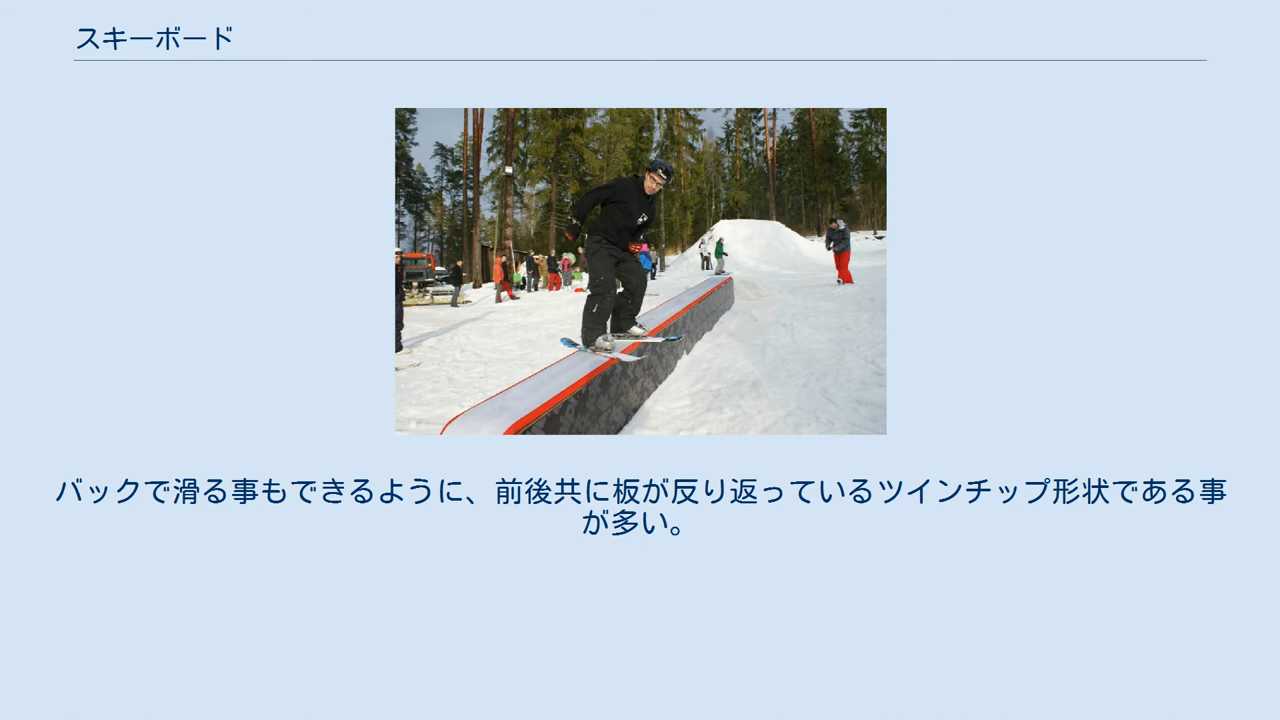 スキーボード
バックで滑る事もできるように、前後共に板が反り返っているツインチップ形状である事
が多い。